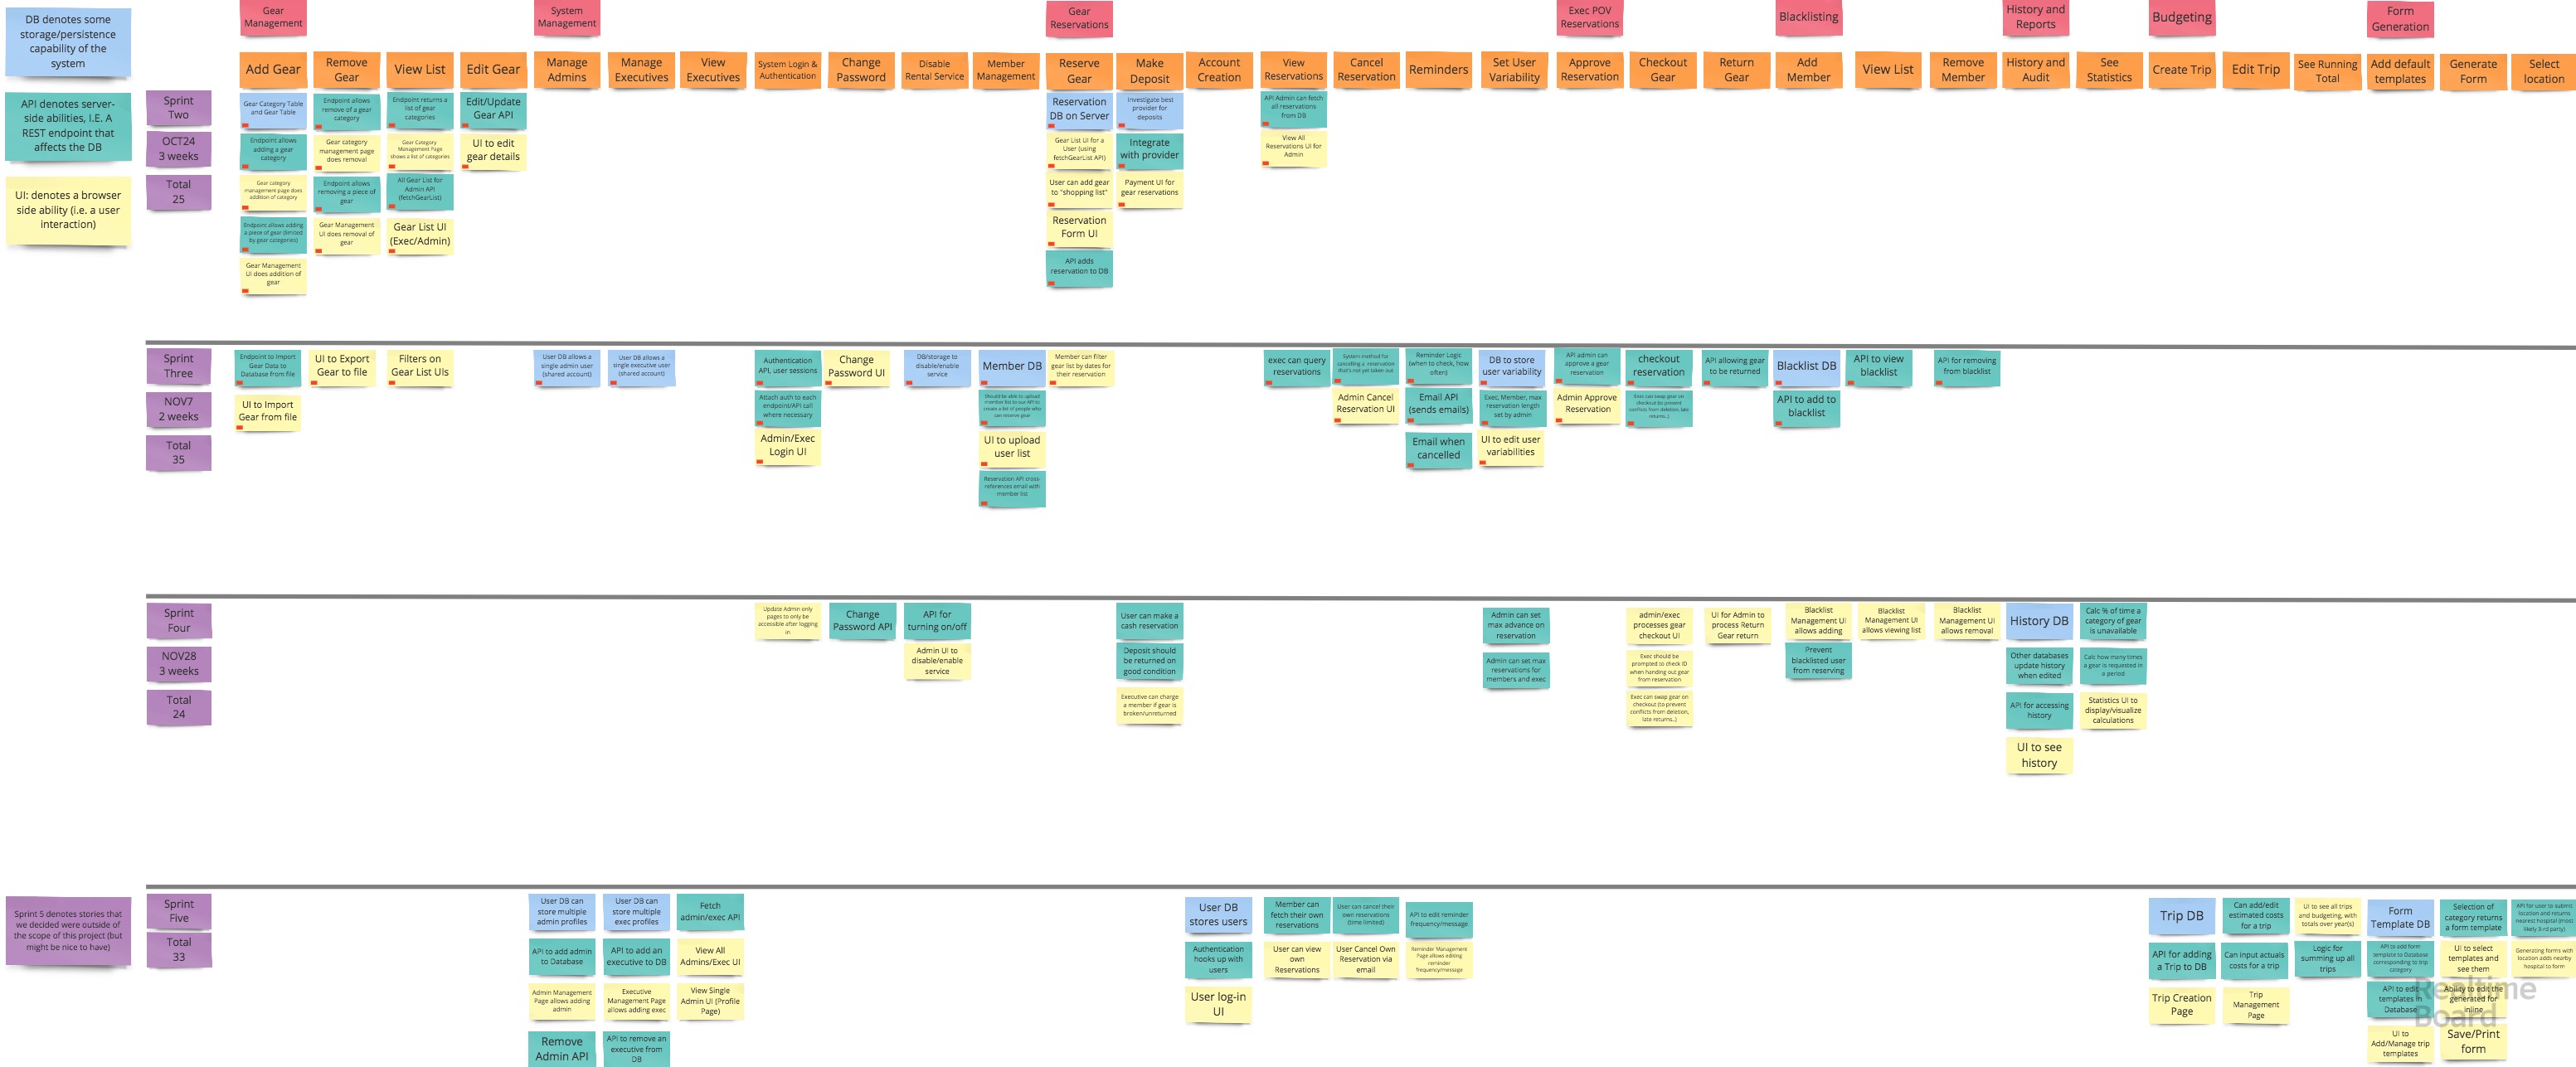 DB denotes some
storage/persistence
capability of the
system
API denotes server-
side abilities, I.E. A
REST endpoint that
affects the DB
UI: denotes a browser
side ability (i.e. a user
interaction)
Gear
Management
System
Management
Gear
Reservations
Exec POV
Reservations
Blacklisting
History and
Reports
Budgeting
Form
Generation
Add Gear
Remove
Gear
View List
Edit Gear
Manage
Admins
Manage
Executives
View
Executives
System Login &
Authentication
Change
Password
Disable
Rental Service
Member
Management
Reserve
Gear
Make
Deposit
Account
Creation
View
Reservations
Cancel
Reservation
Reminders
Set User
Variability
Approve
Reservation
Checkout
Gear
Return
Gear
Add
Member
View List
Remove
Member
History and
Audit
See
Statistics
Create Trip
Edit Trip
See Running
Total
Add default
templates
Generate
Form
Select
location
Sprint
Two
OCT24
3 weeks
Total
25
Gear Category Table
and Gear Table
Endpoint allows
adding a gear
category
Gear category
management page does
addition of category
Endpoint allows adding
a piece of gear (limited
by gear categories)
Gear Management
UI does addition of
gear
Endpoint allows
remove of a gear
category
Gear category
management page
does removal
Endpoint allows
removing a piece of
gear
Gear Management
UI does removal of
gear
Endpoint returns a
list of gear
categories
Gear Category
Management Page
shows a list of categories
All Gear List for
Admin API
(fetchGearList)
Gear List UI
(Exec/Admin)
Edit/Update
Gear API
UI to edit
gear details
Reservation
DB on Server
Gear List UI for a
User (using
fetchGearList API)
User can add gear
to "shopping list"
Reservation
Form UI
API adds
reservation to DB
Investigate best
provider for
deposits
Integrate
with provider
Payment UI for
gear reservations
API Admin can fetch
all reservations
from DB
View All
Reservations UI for
Admin
Sprint
Three
NOV7
2 weeks
Total
35
Endpoint to Import
Gear Data to
Database from file
UI to Import
Gear from file
UI to Export
Gear to file
Filters on
Gear List UIs
User DB allows a
single admin user
(shared account)
User DB allows a
single executive user
(shared account)
Authentication
API, user sessions
Attach auth to each
endpoint/API call
where necessary
Admin/Exec
Login UI
Change
Password UI
DB/storage to
disable/enable
service
Member DB
Should be able to upload
member list to our API to
create a list of people who
can reserve gear
UI to upload
user list
Reservation API cross-
references email with
member list
Member can filter
gear list by dates for
their reservation
exec can query
reservations
System method for
cancelling a reservation
that's not yet taken out
Admin Cancel
Reservation UI
Reminder Logic
(when to check, how
often)
Email API
(sends emails)
Email when
cancelled
DB to store
user variability
Exec, Member, max
reservation length
set by admin
UI to edit user
variabilities
API admin can
approve a gear
reservation
Admin Approve
Reservation
checkout
reservation
Exec can swap gear on
checkout (to prevent
conflicts from deletion, late
returns..)
API allowing gear
to be returned
Blacklist DB
API to add to
blacklist
API to view
blacklist
API for removing
from blacklist
Sprint
Four
NOV28
3 weeks
Total
24
Update Admin only
pages to only be
accessible after logging
in
Change
Password API
API for
turning on/off
Admin UI to
disable/enable
service
User can make a
cash reservation
Deposit should
be returned on
good condition
Executive can charge
a member if gear is
broken/unreturned
Admin can set
max advance on
reservation
Admin can set max
reservations for
members and exec
admin/exec
processes gear
checkout UI
Exec should be
prompted to check ID
when handing out gear
from reservation
Exec can swap gear on
checkout (to prevent
conflicts from deletion,
late returns..)
UI for Admin to
process Return
Gear return
Blacklist
Management UI
allows adding
Prevent
blacklisted user
from reserving
Blacklist
Management UI
allows viewing list
Blacklist
Management UI
allows removal
History DB
Other databases
update history
when edited
API for accessing
history
UI to see
history
Calc % of time a
category of gear
is unavailable
Calc how many times
a gear is requested in
a period
Statistics UI to
display/visualize
calculations
Sprint 5 denotes stories that
we decided were outside of
the scope of this project (but
might be nice to have)
Sprint
Five
Total
33
User DB can
store multiple
admin profiles
API to add admin
to Database
Admin Management
Page allows adding
admin
Remove
Admin API
User DB can
store multiple
exec profiles
API to add an
executive to DB
Executive
Management Page
allows adding exec
API to remove an
executive from
DB
Fetch
admin/exec API
View All
Admins/Exec UI
View Single
Admin UI (Profile
Page)
User DB
stores users
Authentication
hooks up with
users
User log-in
UI
Member can
fetch their own
reservations
User can view
own
Reservations
User can cancel their
own reservations
(time limited)
User Cancel Own
Reservation via
email
API to edit reminder
frequency/message
Reminder Management
Page allows editing
reminder
frequency/message
Trip DB
API for adding
a Trip to DB
Trip Creation
Page
Can add/edit
estimated costs
for a trip
Can input actuals
costs for a trip
Trip
Management
Page
UI to see all trips
and budgeting, with
totals over year(s)
Logic for
summing up all
trips
Form
Template DB
API to add form
template to Database
corresponding to trip
category
API to edit
templates in
Database
UI to
Add/Manage trip
templates
Selection of
category returns
a form template
UI to select
templates and
see them
Ability to edit the
generated for
inline
Save/Print
form
API for user to submit
location and returns
nearest hospital (most
likely 3rd party)
Generating forms with
location adds nearby
hospital to form
Realtime
Board